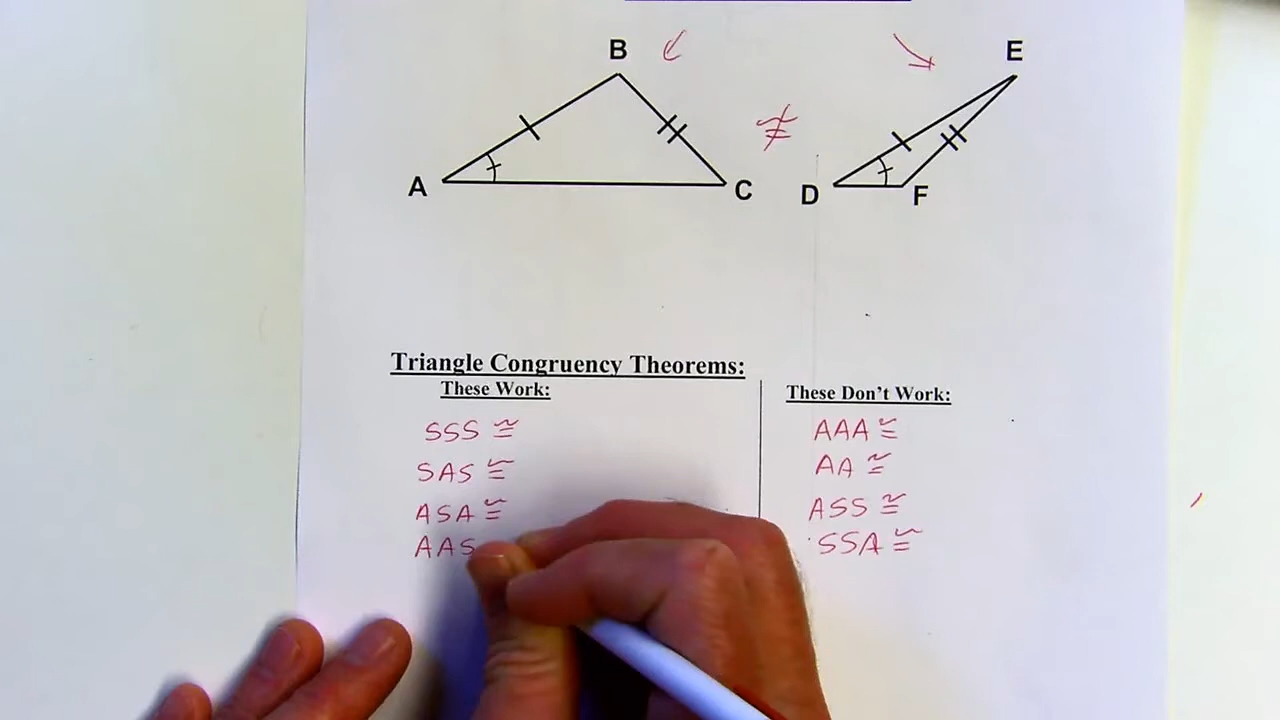 B E
≇
A C D F
Triangle Congruency Theorems:
These Work:
SSS ≅
SAS ≅
ASA ≅
AAS
These Don't Work:
AAA ≅
AA ≅
ASS ≅
SSA ≅